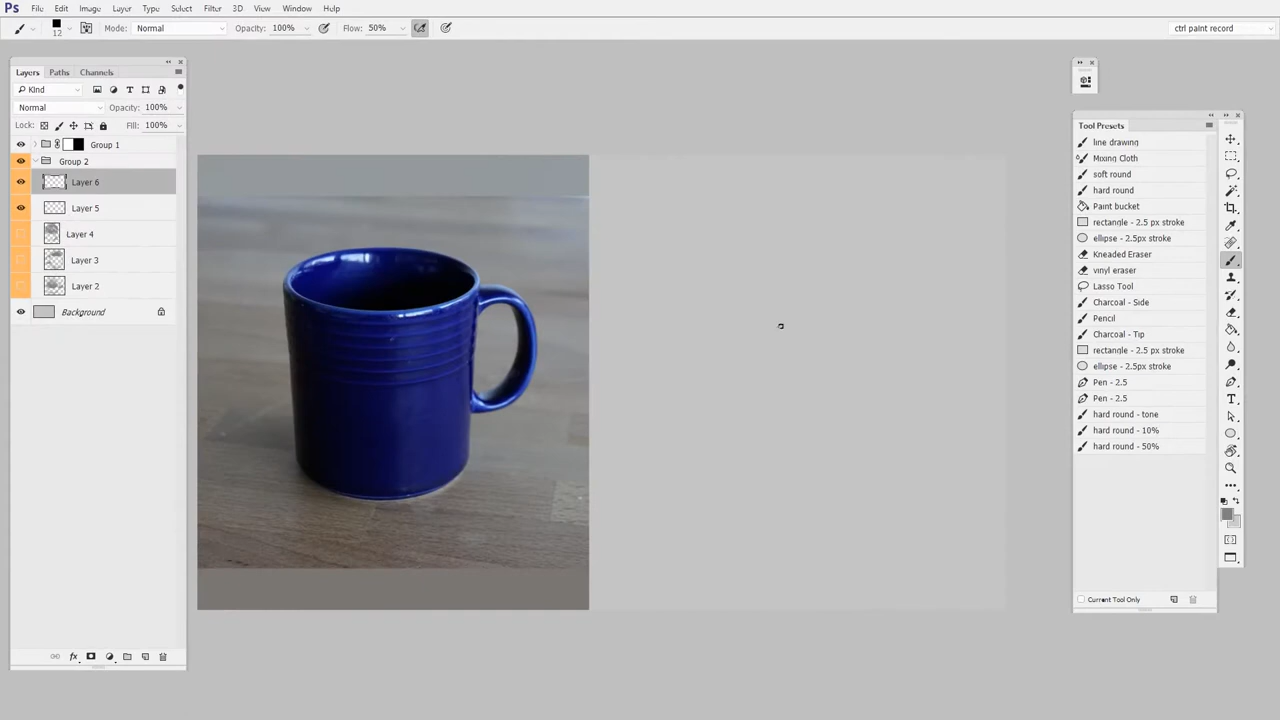 Ps File Edit Image Layer Type Select Filter 3D View Window Help
12 Mode: Normal Opacity: 100% Flow: 50% ctrl paint record
Layers Paths Channels
Kind
Normal Opacity: 100%
Lock: Fill: 100%
Group 1
Group 2
Layer 6
Layer 5
Layer 4
Layer 3
Layer 2
Background
fx
Tool Presets
line drawing
Mixing Cloth
soft round
hard round
Paint bucket
rectangle - 2.5 px stroke
ellipse - 2.5px stroke
Kneaded Eraser
vinyl eraser
Lasso Tool
Charcoal - Side
Pencil
Charcoal - Tip
rectangle - 2.5 px stroke
ellipse - 2.5px stroke
Pen - 2.5
Pen - 2.5
hard round - tone
hard round - 10%
hard round - 50%
Current Tool Only